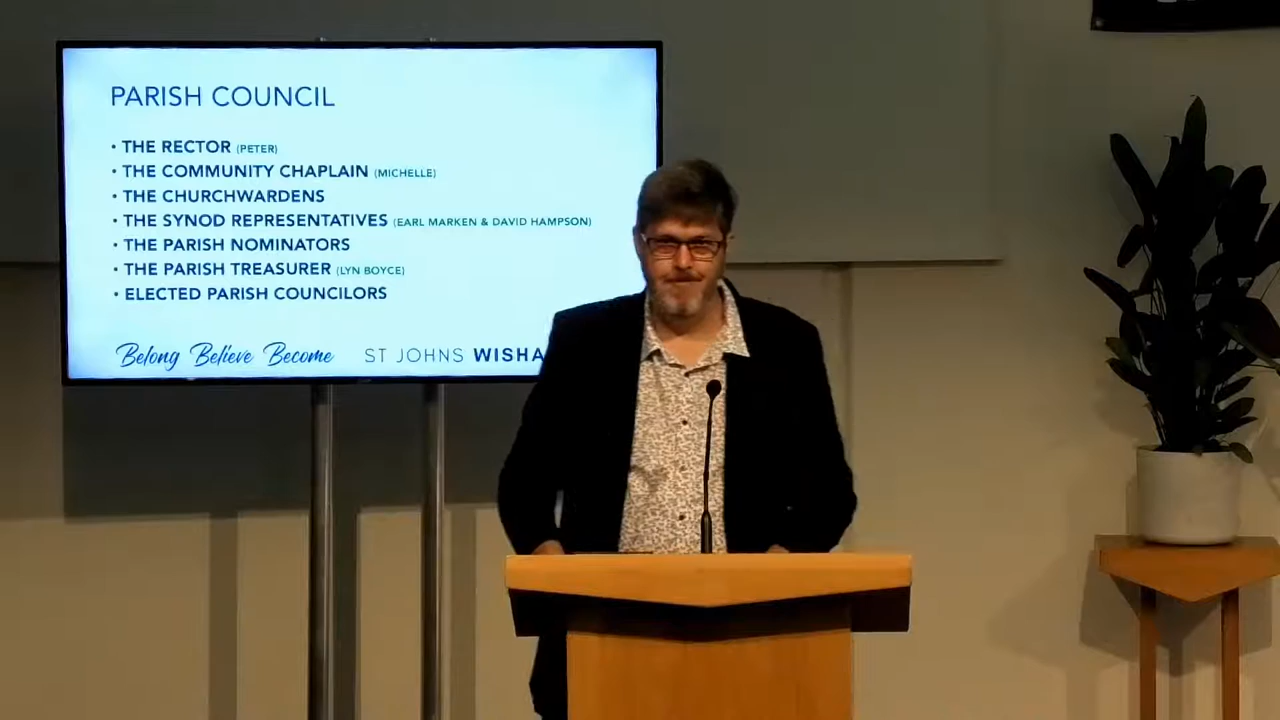 PARISH COUNCIL
• THE RECTOR (PETER)
• THE COMMUNITY CHAPLAIN (MICHELLE)
• THE CHURCHWARDENS
• THE SYNOD REPRESENTATIVES (EARL MARKEN & DAVID HAMPSON)
• THE PARISH NOMINATORS
• THE PARISH TREASURER (LYN BOYCE)
• ELECTED PARISH COUNCILORS
Belong Believe Become ST JOHNS WISHA